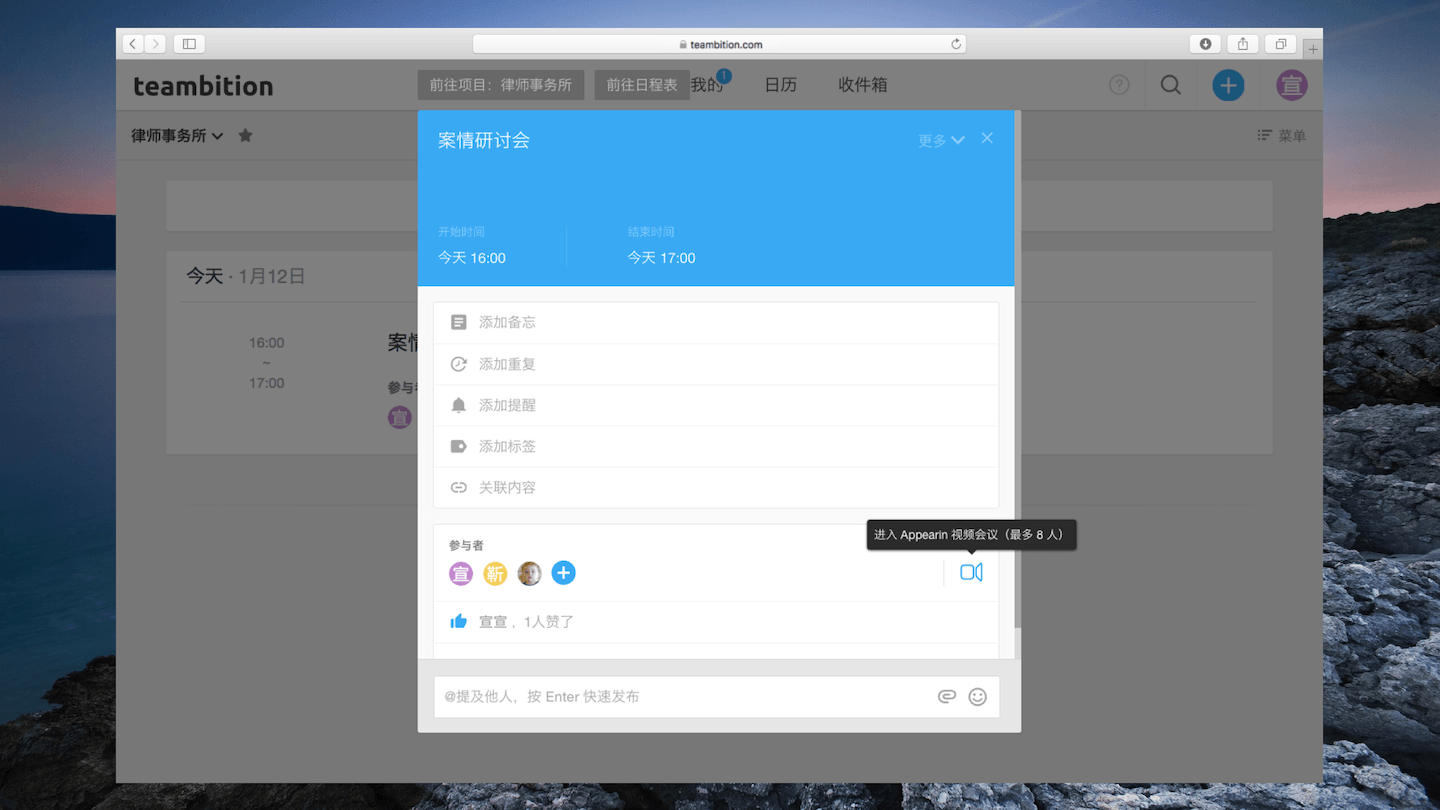 teambition.com
teambition
前往项目：律师事务所
前往日程表
我的
1
日历
收件箱
宣
律师事务所
菜单
案情研讨会
更多
开始时间
结束时间
今天 16:00
今天 17:00
今天 · 1月12日
16:00
~
17:00
案情
参与
宣
添加备忘
添加重复
添加提醒
添加标签
关联内容
进入 Appearin 视频会议（最多 8 人）
参与者
宣
靳
宣宣 ，1人赞了
@提及他人，按 Enter 快速发布